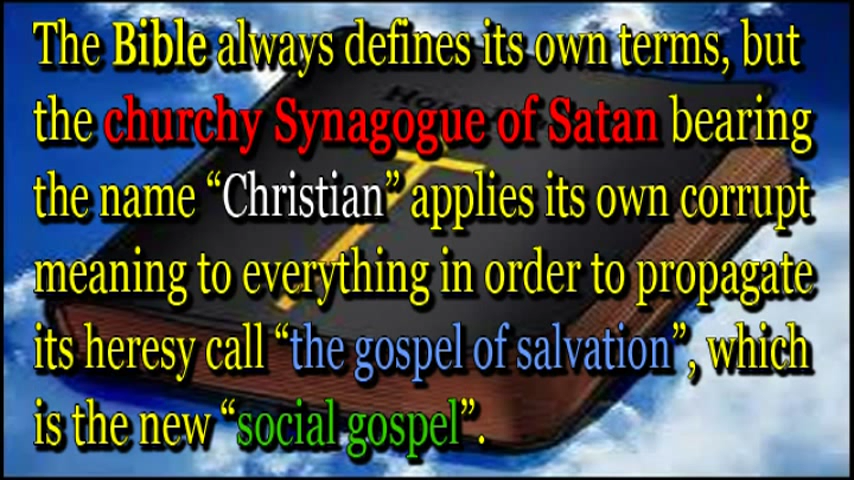 The Bible always defines its own terms, but
the churchy Synagogue of Satan bearing
the name “Christian” applies its own corrupt
meaning to everything in order to propagate
its heresy call “the gospel of salvation”, which
is the new “social gospel”.